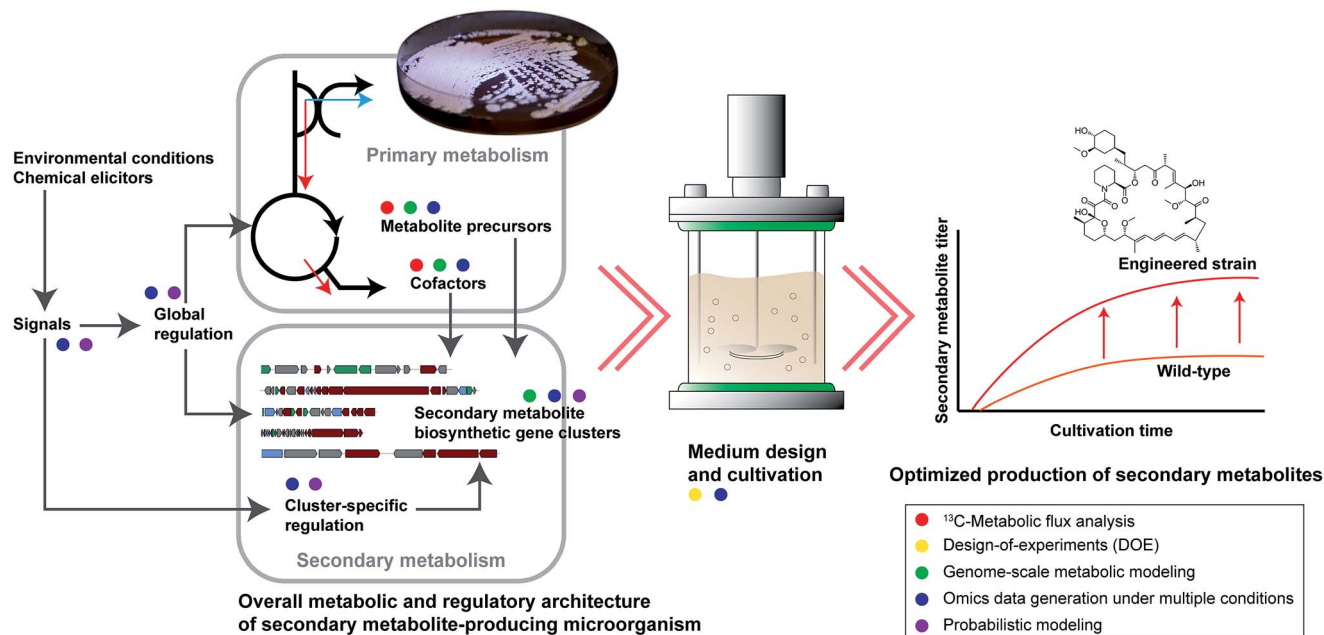 Environmental conditions
Chemical elicitors
Signals
Global
regulation
Primary metabolism
Metabolite precursors
Cofactors
Secondary metabolite
biosynthetic gene clusters
Cluster-specific
regulation
Secondary metabolism
Overall metabolic and regulatory architecture
of secondary metabolite-producing microorganism
Medium design
and cultivation
HO
O
O
N
O
O
O
HO
O
O
OH
O
O
O
Engineered strain
Wild-type
Secondary metabolite titer
Cultivation time
Optimized production of secondary metabolites
¹³C-Metabolic flux analysis
Design-of-experiments (DOE)
Genome-scale metabolic modeling
Omics data generation under multiple conditions
Probabilistic modeling